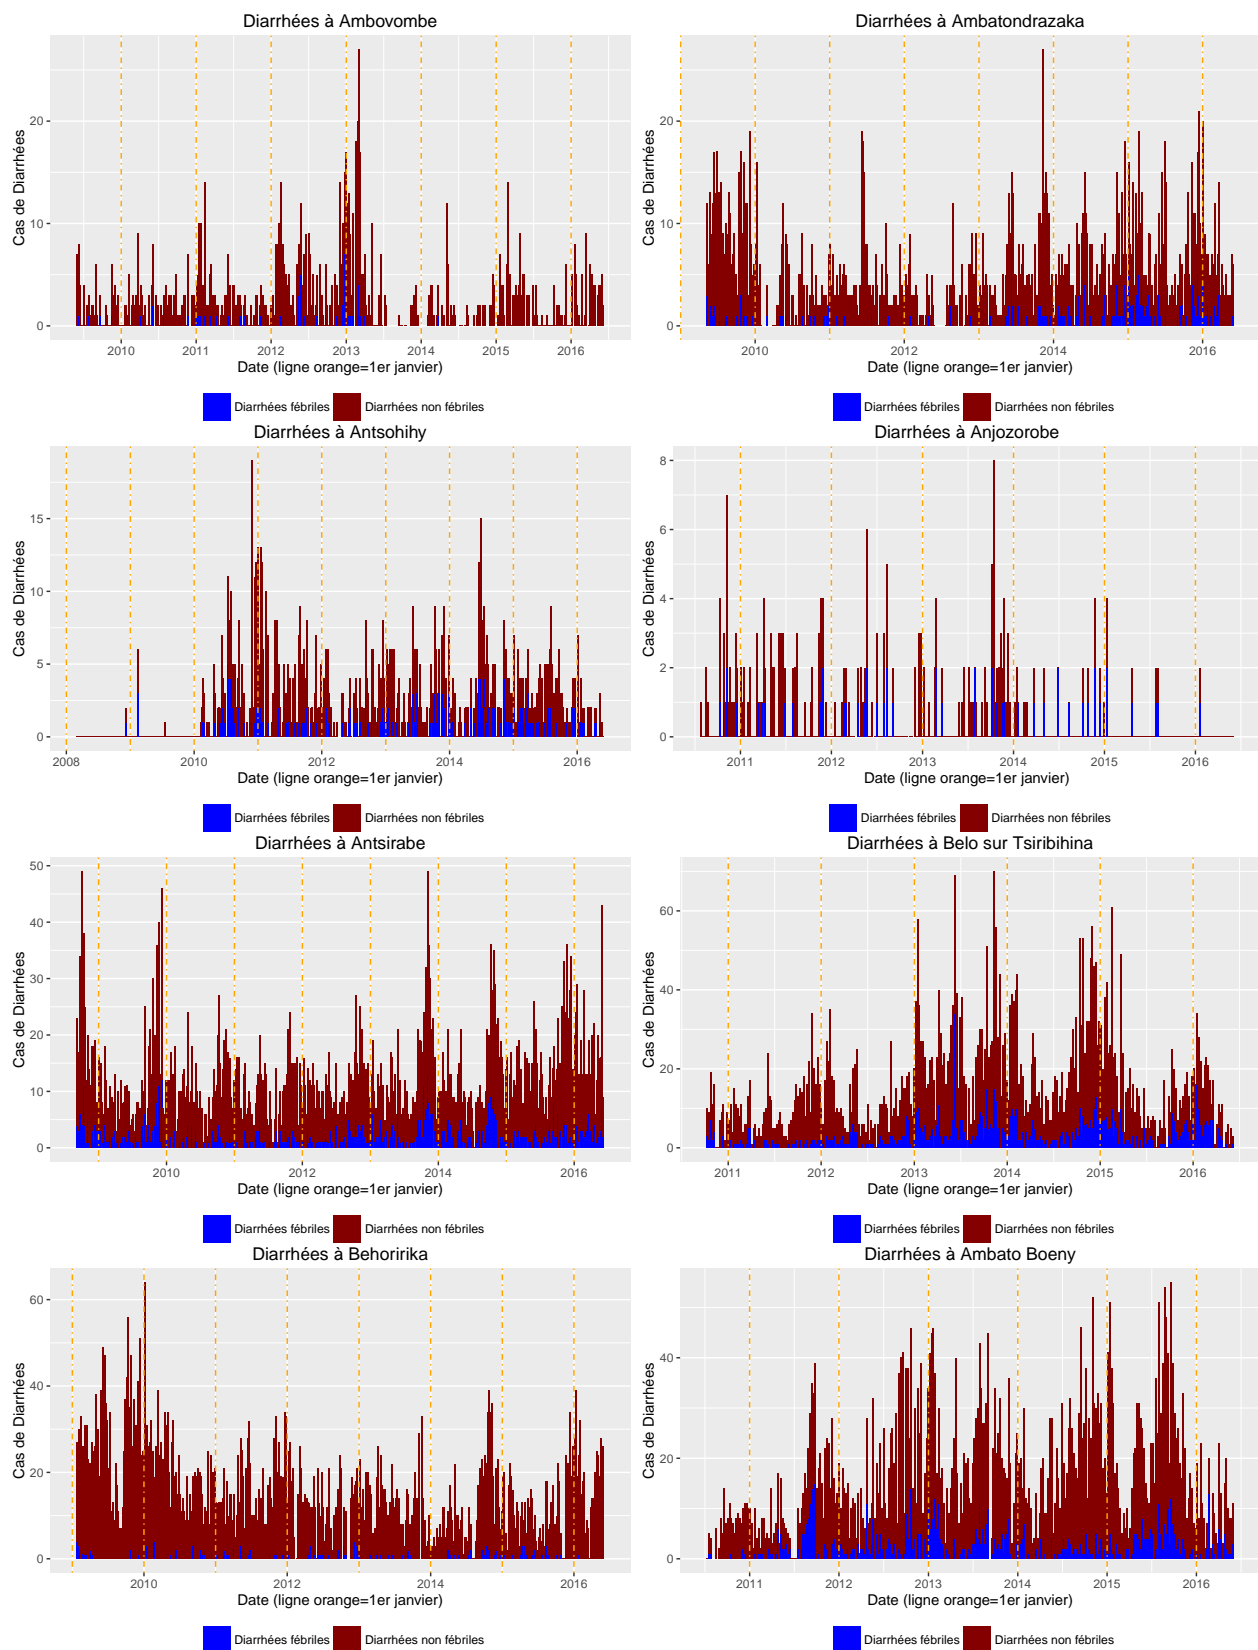 Diarrhées à Ambovombe
Cas de Diarrhées
20
10
0
2010 2011 2012 2013 2014 2015 2016
Date (ligne orange=1er janvier)
Diarrhées fébriles Diarrhées non fébriles
Diarrhées à Ambatondrazaka
Cas de Diarrhées
20
10
0
2010 2012 2014 2016
Date (ligne orange=1er janvier)
Diarrhées fébriles Diarrhées non fébriles
Diarrhées à Antsohihy
Cas de Diarrhées
15
10
5
0
2008 2010 2012 2014 2016
Date (ligne orange=1er janvier)
Diarrhées fébriles Diarrhées non fébriles
Diarrhées à Anjozorobe
Cas de Diarrhées
8
6
4
2
0
2011 2012 2013 2014 2015 2016
Date (ligne orange=1er janvier)
Diarrhées fébriles Diarrhées non fébriles
Diarrhées à Antsirabe
Cas de Diarrhées
50
40
30
20
10
0
2010 2012 2014 2016
Date (ligne orange=1er janvier)
Diarrhées fébriles Diarrhées non fébriles
Diarrhées à Belo sur Tsiribihina
Cas de Diarrhées
60
40
20
0
2011 2012 2013 2014 2015 2016
Date (ligne orange=1er janvier)
Diarrhées fébriles Diarrhées non fébriles
Diarrhées à Behoririka
Cas de Diarrhées
60
40
20
0
2010 2012 2014 2016
Date (ligne orange=1er janvier)
Diarrhées fébriles Diarrhées non fébriles
Diarrhées à Ambato Boeny
Cas de Diarrhées
40
20
0
2011 2012 2013 2014 2015 2016
Date (ligne orange=1er janvier)
Diarrhées fébriles Diarrhées non fébriles